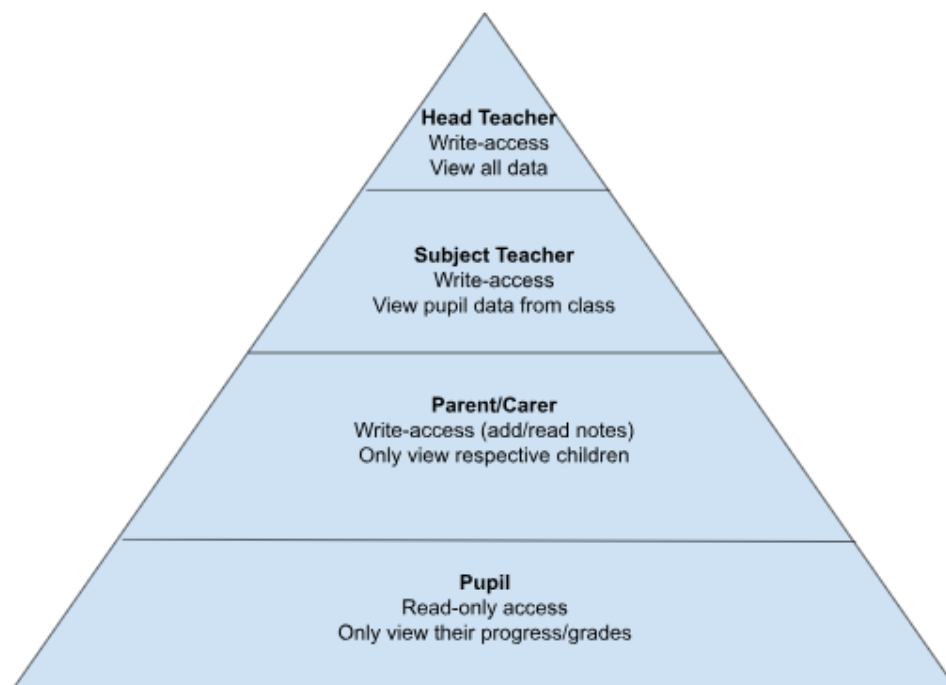 Head Teacher
Write-access
View all data
Subject Teacher
Write-access
View pupil data from class
Parent/Carer
Write-access (add/read notes)
Only view respective children
Pupil
Read-only access
Only view their progress/grades